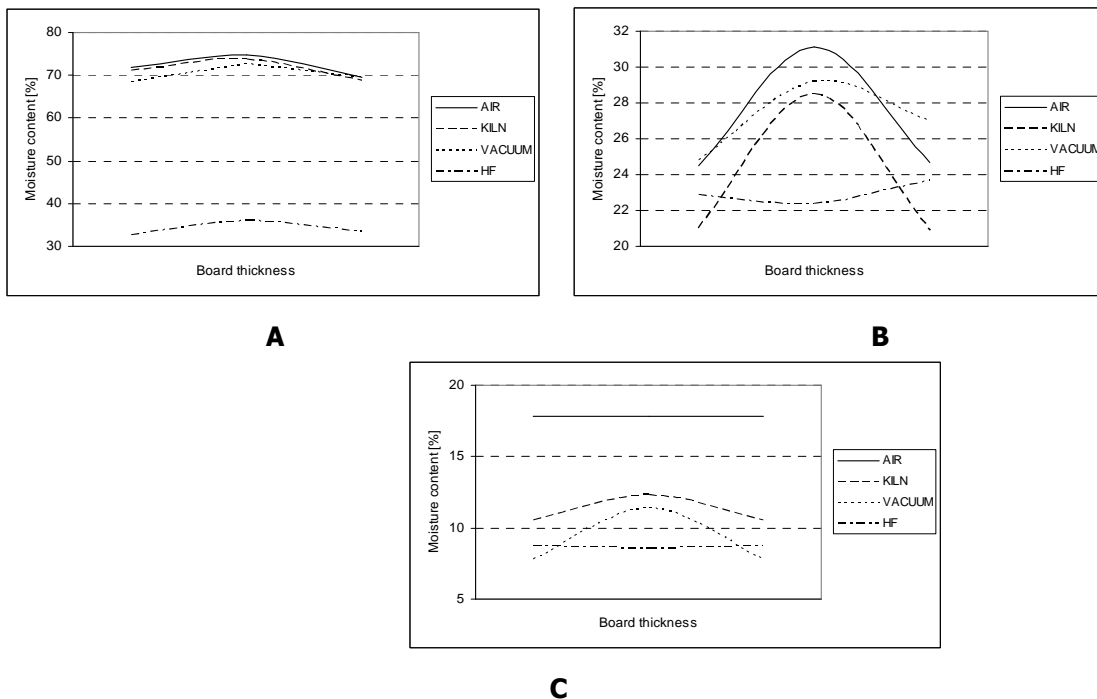 80
70
60
50
40
30
Moisture content [%]
Board thickness
AIR
KILN
VACUUM
HF
A
32
30
28
26
24
22
20
Moisture content [%]
Board thickness
AIR
KILN
VACUUM
HF
B
20
15
10
5
Moisture content [%]
Board thickness
AIR
KILN
VACUUM
HF
C